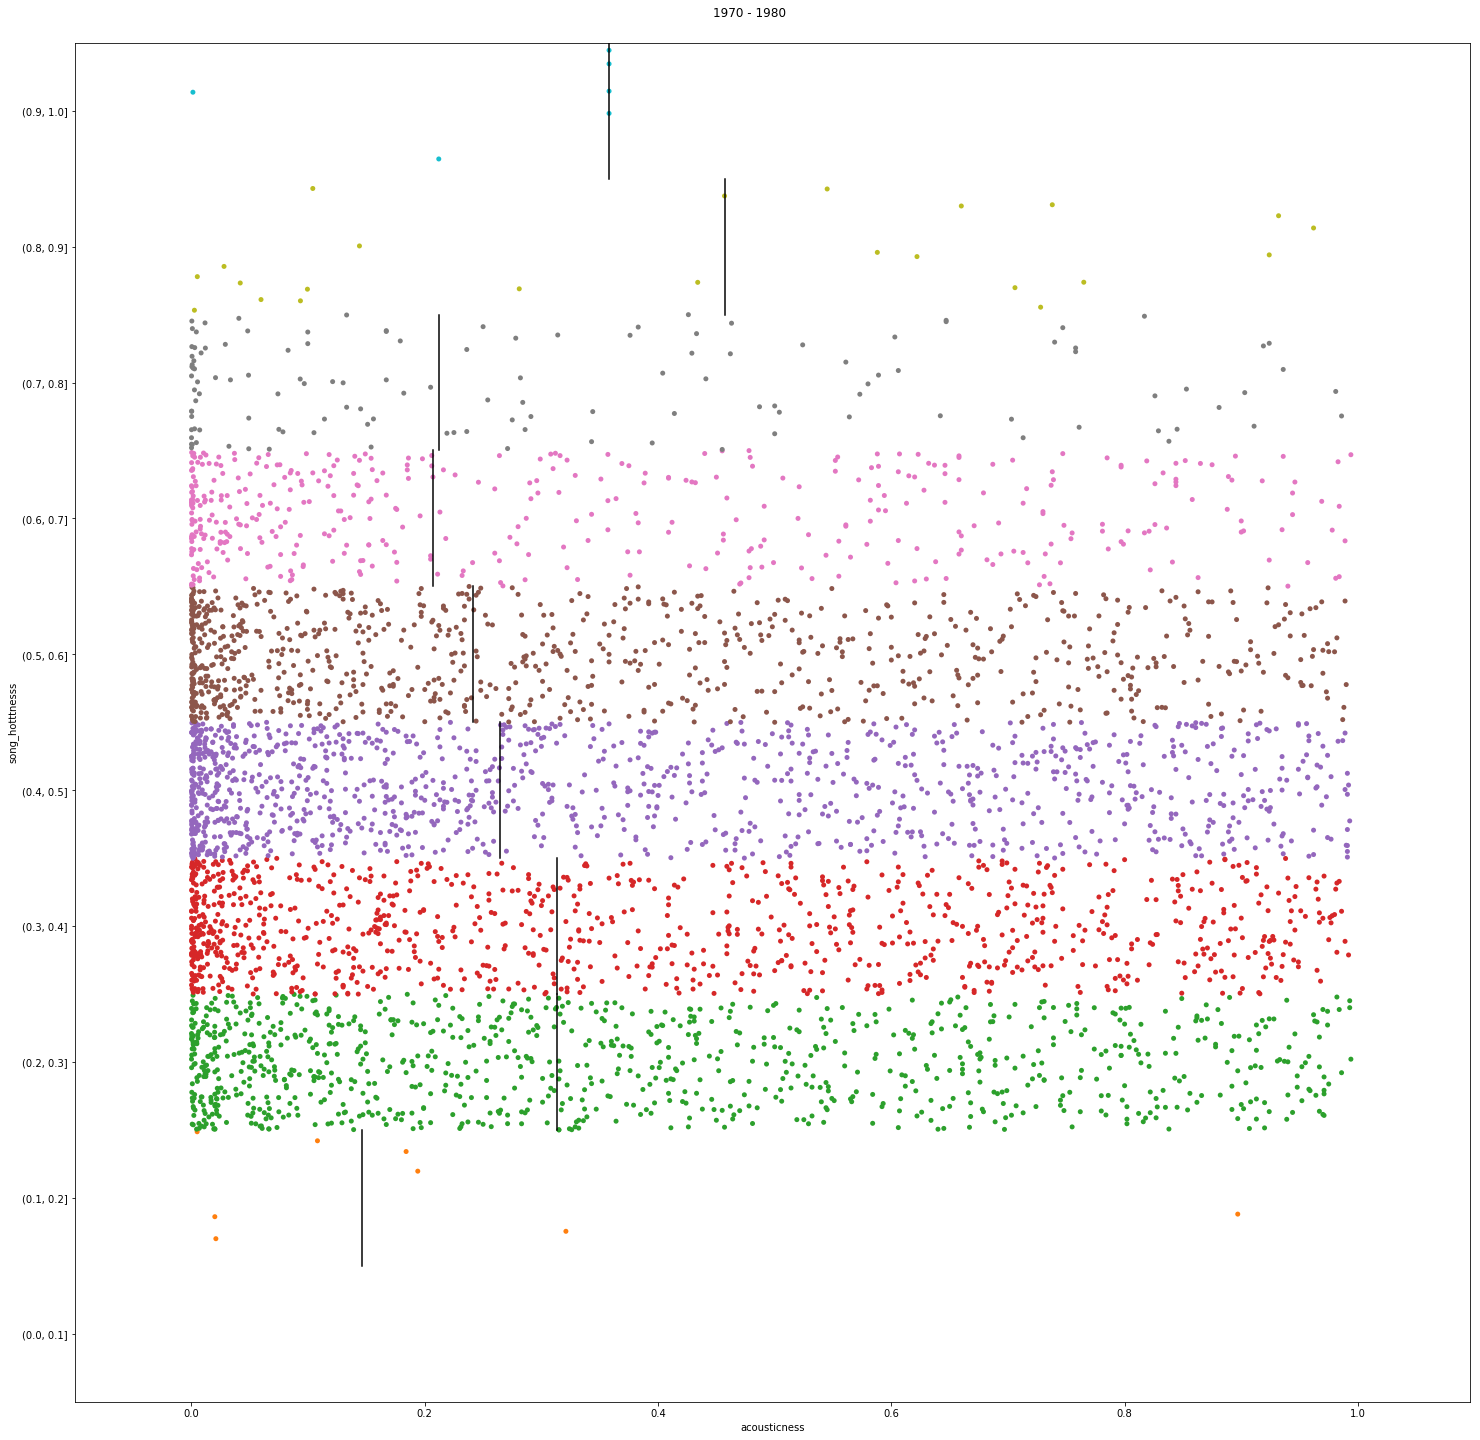 1970 - 1980
(0.9, 1.0]
(0.8, 0.9]
(0.7, 0.8]
(0.6, 0.7]
(0.5, 0.6]
(0.4, 0.5]
(0.3, 0.4]
(0.2, 0.3]
(0.1, 0.2]
(0.0, 0.1]
song_hotttnesss
0.0 0.2 0.4 0.6 0.8 1.0
acousticness